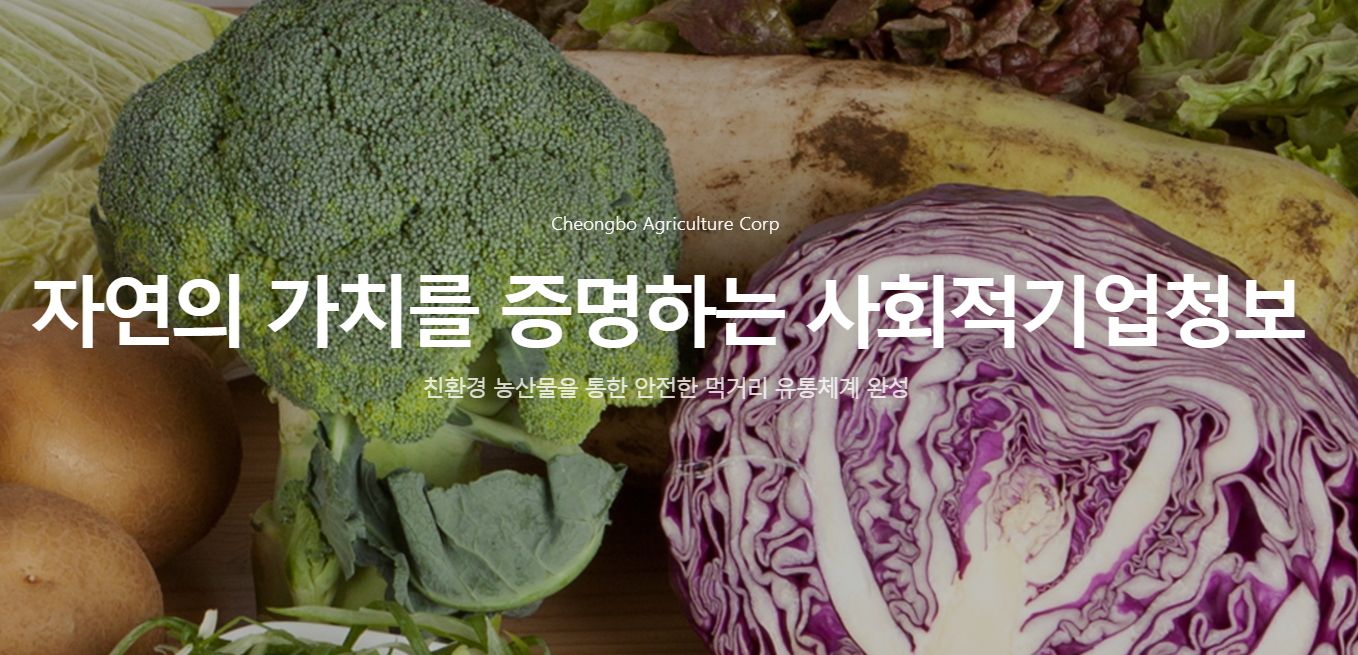 Cheongbo Agriculture Corp
자연의 가치를 증명하는 사회적기업청보
친환경 농산물을 통한 안전한 먹거리 유통체계 완성